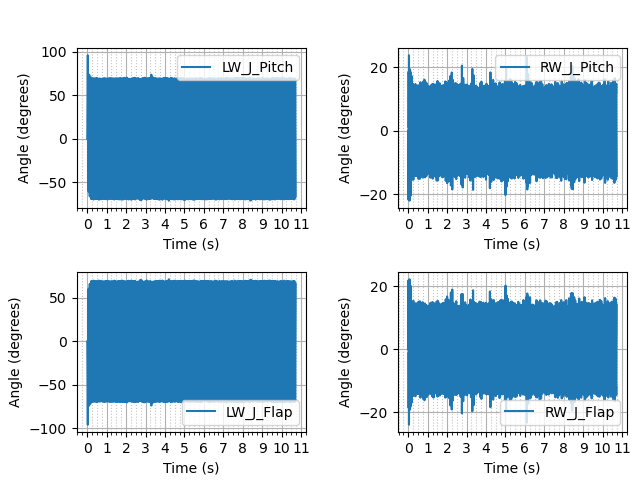 LW_J_Pitch
Angle (degrees)
100
50
0
−50
0 1 2 3 4 5 6 7 8 9 10 11
Time (s)
RW_J_Pitch
Angle (degrees)
20
0
−20
0 1 2 3 4 5 6 7 8 9 10 11
Time (s)
LW_J_Flap
Angle (degrees)
50
0
−50
−100
0 1 2 3 4 5 6 7 8 9 10 11
Time (s)
RW_J_Flap
Angle (degrees)
20
0
−20
0 1 2 3 4 5 6 7 8 9 10 11
Time (s)